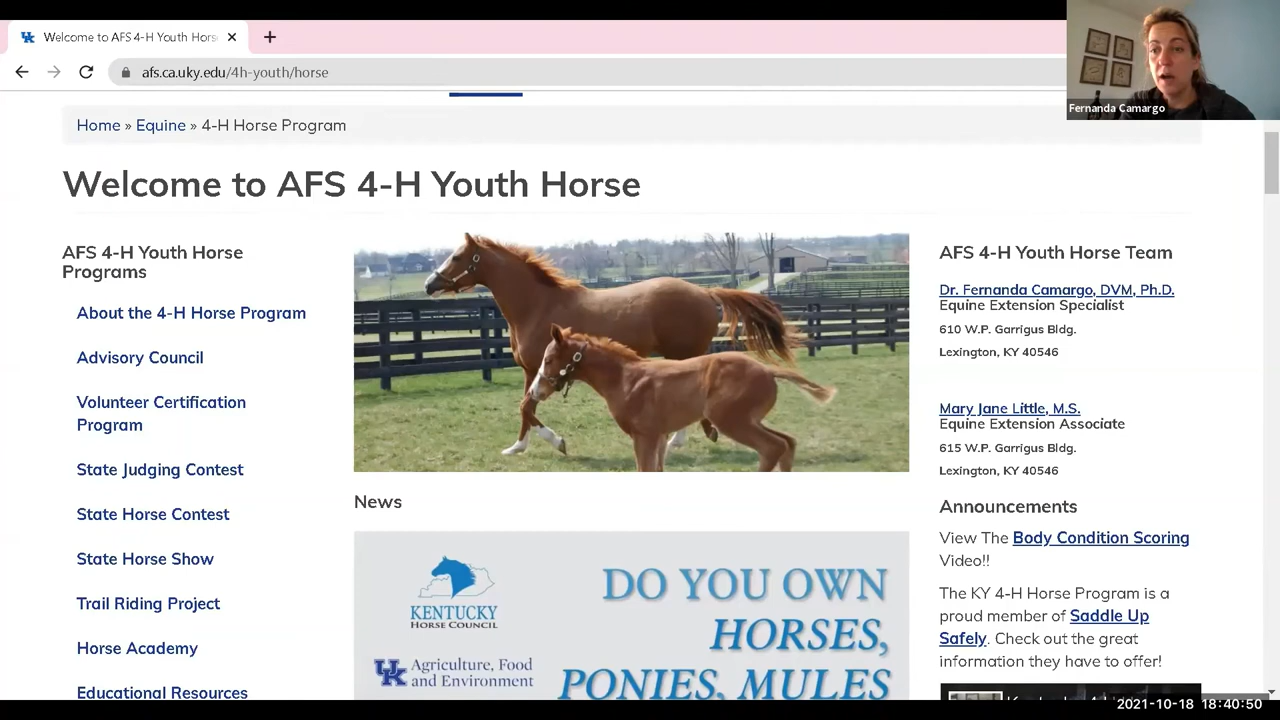 Welcome to AFS 4-H Youth Hors
afs.ca.uky.edu/4h-youth/horse
Fernanda Camargo
Home » Equine » 4-H Horse Program
Welcome to AFS 4-H Youth Horse
AFS 4-H Youth Horse
Programs
About the 4-H Horse Program
Advisory Council
Volunteer Certification
Program
State Judging Contest
State Horse Contest
State Horse Show
Trail Riding Project
Horse Academy
Educational Resources
News
KENTUCKY
HORSE COUNCIL
UK Agriculture, Food
and Environment
DO YOU OWN
HORSES,
PONIES, MULES
AFS 4-H Youth Horse Team
Dr. Fernanda Camargo, DVM, Ph.D.
Equine Extension Specialist
610 W.P. Garrigus Bldg.
Lexington, KY 40546
Mary Jane Little, M.S.
Equine Extension Associate
615 W.P. Garrigus Bldg.
Lexington, KY 40546
Announcements
View The Body Condition Scoring
Video!!
The KY 4-H Horse Program is a
proud member of Saddle Up
Safely. Check out the great
information they have to offer!
2021-10-18 18:40:50